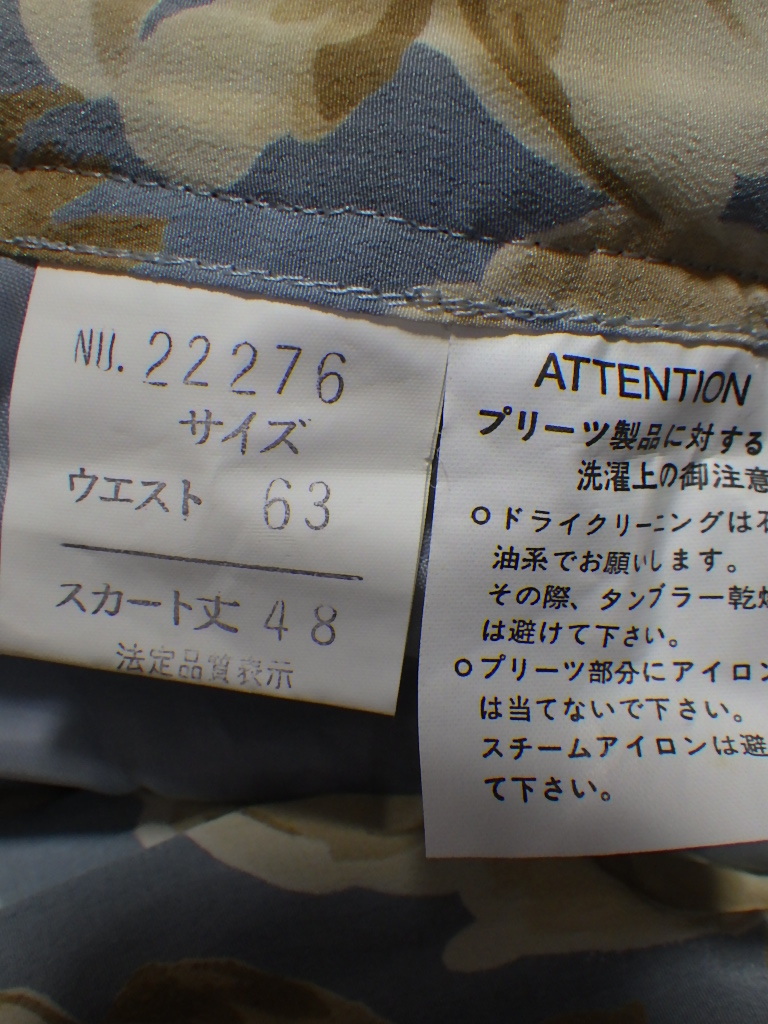 NO. 22276
サイズ
ウエスト 63
スカート丈 48
法定品質表示
ATTENTION
プリーツ製品に対する
洗濯上の御注意
○ドライクリーニングは石
油系でお願いします。
その際、タンブラー乾燥
は避けて下さい。
○プリーツ部分にアイロン
は当てないで下さい。
スチームアイロンは避
て下さい。